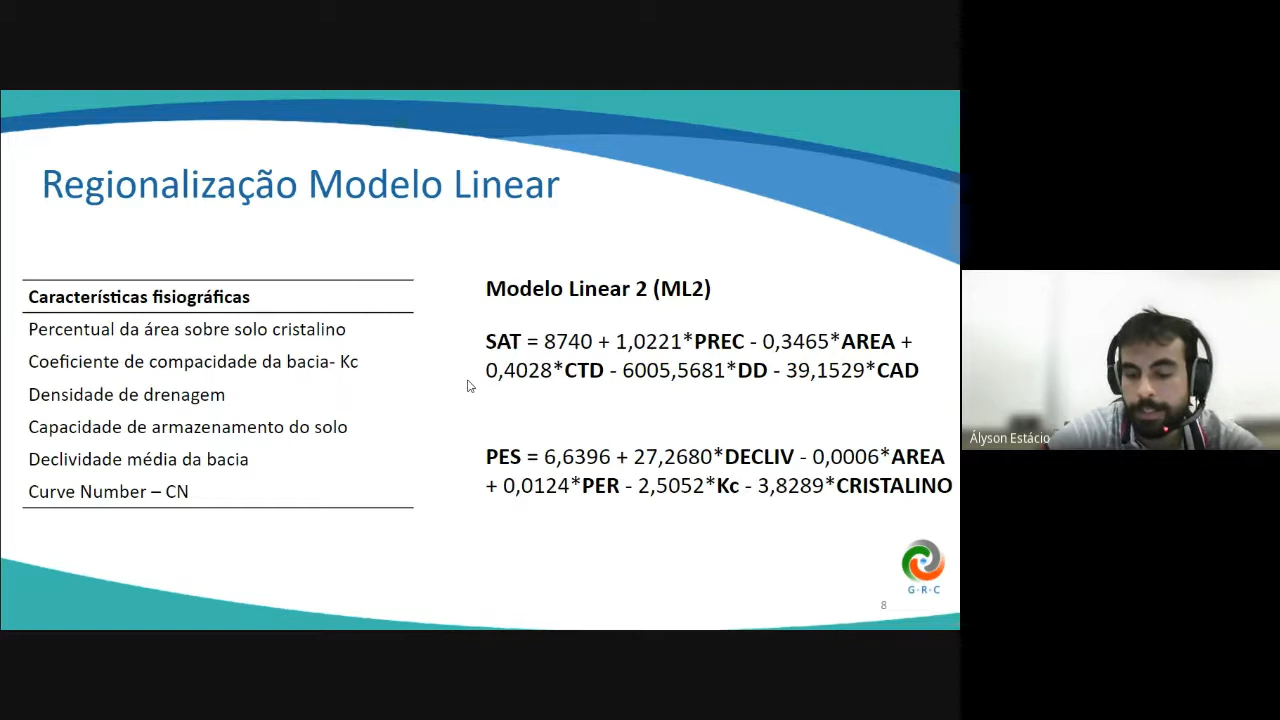 Regionalização Modelo Linear
Características fisiográficas
Percentual da área sobre solo cristalino
Coeficiente de compacidade da bacia- Kc
Densidade de drenagem
Capacidade de armazenamento do solo
Declividade média da bacia
Curve Number – CN
Modelo Linear 2 (ML2)
SAT = 8740 + 1,0221*PREC - 0,3465*AREA +
0,4028*CTD - 6005,5681*DD - 39,1529*CAD
PES = 6,6396 + 27,2680*DECLIV - 0,0006*AREA
+ 0,0124*PER - 2,5052*Kc - 3,8289*CRISTALINO
G·R·C
8
Ályson Estácio